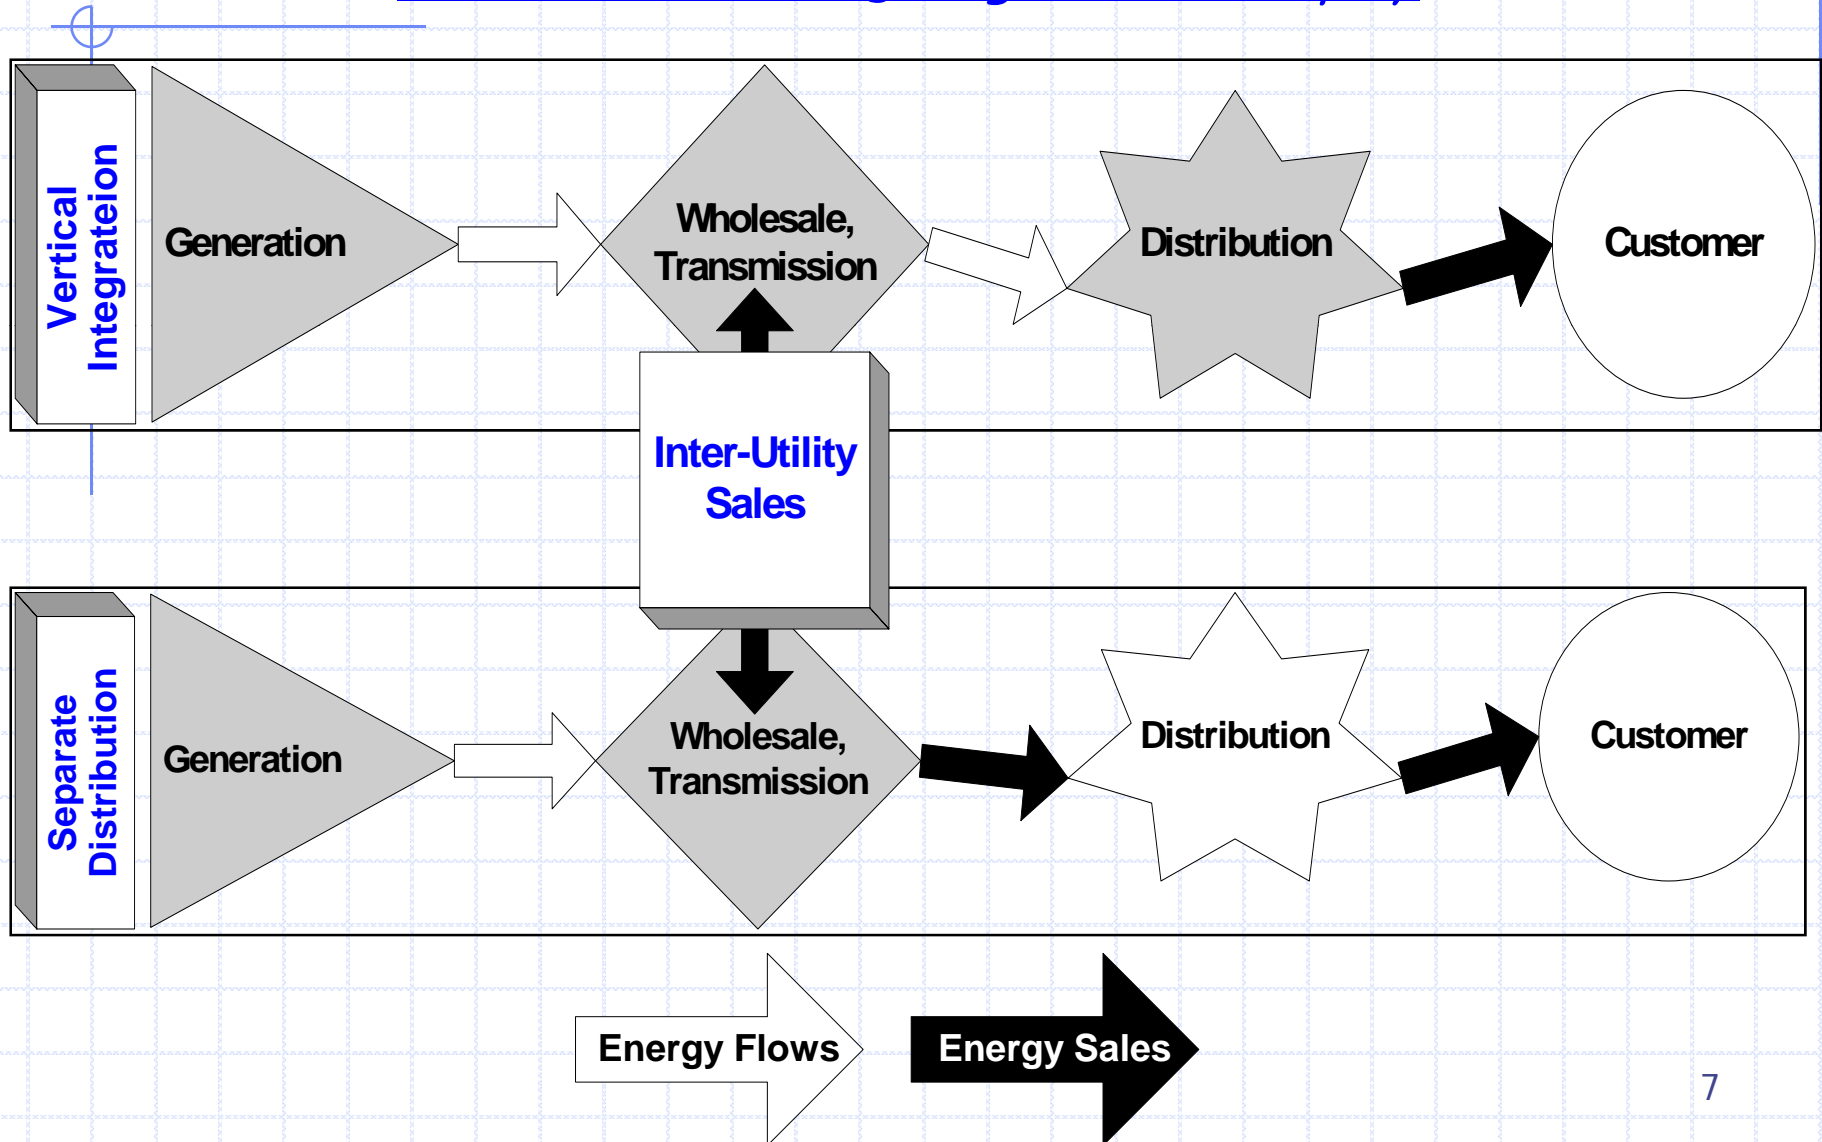 Vertical
Integrateion
Generation
Wholesale,
Transmission
Distribution
Customer
Inter-Utility
Sales
Separate
Distribution
Generation
Wholesale,
Transmission
Distribution
Customer
Energy Flows
Energy Sales
7